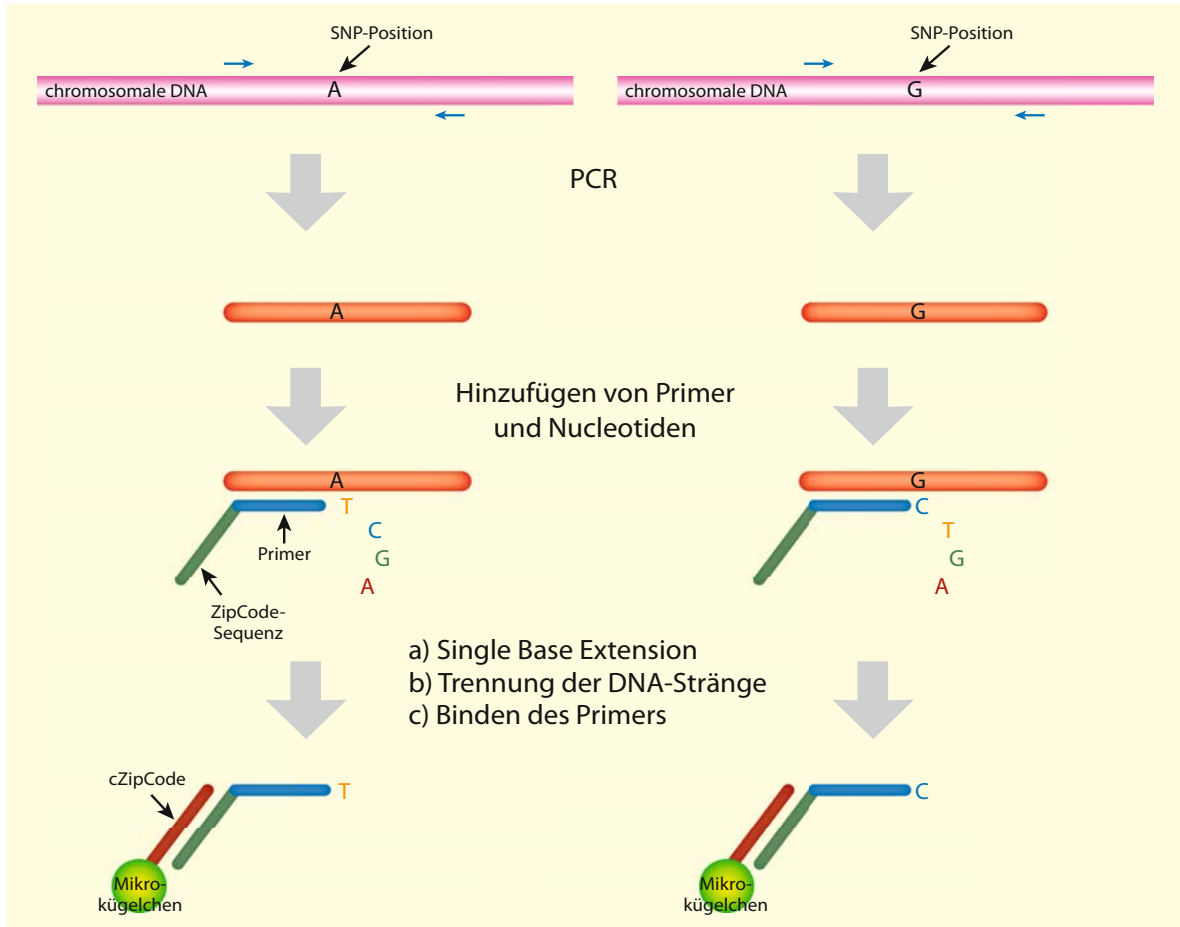 SNP-Position
SNP-Position
chromosomale DNA
A
chromosomale DNA
G
PCR
A
G
Hinzufügen von Primer
und Nucleotiden
A
G
T
C
G
A
Primer
ZipCode-
Sequenz
C
T
G
A
a) Single Base Extension
b) Trennung der DNA-Stränge
c) Binden des Primers
cZipCode
T
C
Mikro-
kügelchen
Mikro-
kügelchen